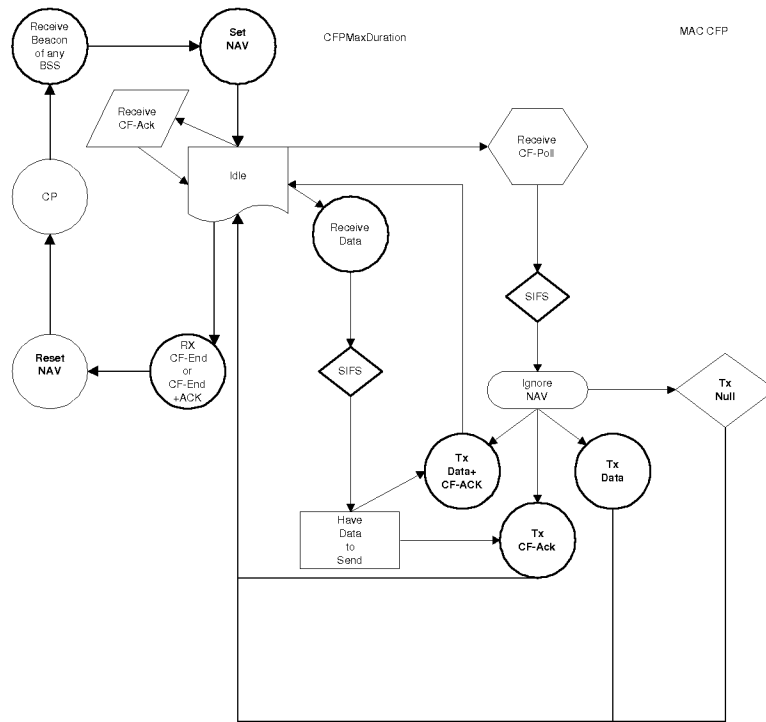 Receive
Beacon
of any
BSS
Set
NAV
CFPMaxDuration
MAC CFP
Receive
CF-Ack
Receive
CF-Poll
Idle
CP
Receive
Data
SIFS
Reset
NAV
RX
CF-End
or
CF-End
+ACK
SIFS
Ignore
NAV
Tx
Null
Tx
Data+
CF-ACK
Tx
Data
Have
Data
to
Send
Tx
CF-Ack